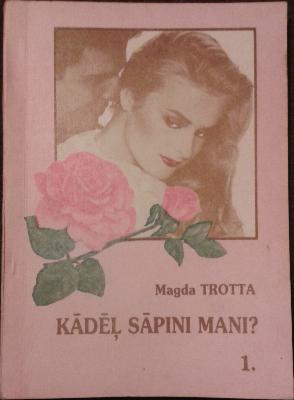 Magda TROTTA
KĀDĒĻ SĀPINI MANI?
1.